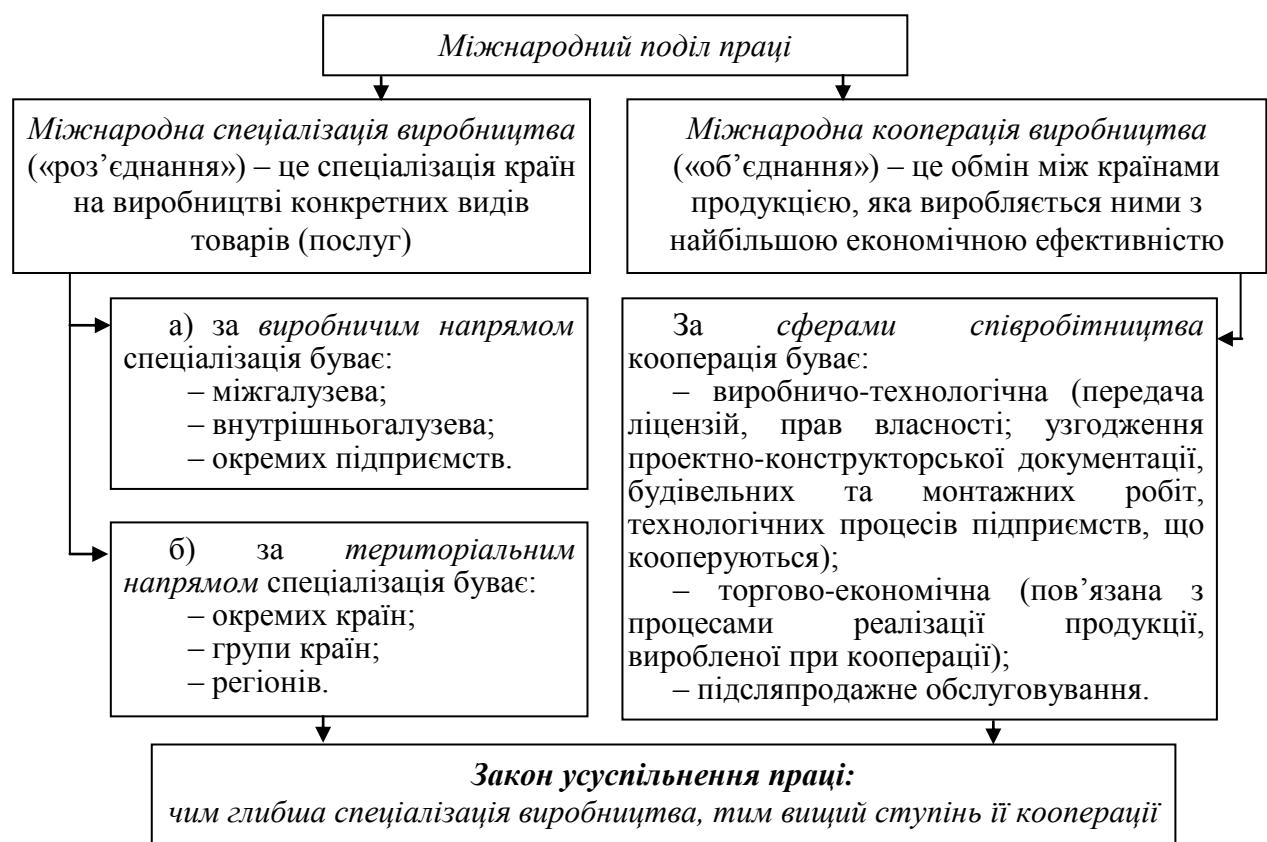 Міжнародний поділ праці
Міжнародна спеціалізація виробництва
(«роз’єднання») – це спеціалізація країн
на виробництві конкретних видів
товарів (послуг)
Міжнародна кооперація виробництва
(«об’єднання») – це обмін між країнами
продукцією, яка виробляється ними з
найбільшою економічною ефективністю
а) за виробничим напрямом
спеціалізація буває:
– міжгалузева;
– внутрішньогалузева;
– окремих підприємств.
б) за територіальним
напрямом спеціалізація буває:
– окремих країн;
– групи країн;
– регіонів.
За сферами співробітництва
кооперація буває:
– виробничо-технологічна (передача
ліцензій, прав власності; узгодження
проектно-конструкторської документації,
будівельних та монтажних робіт,
технологічних процесів підприємств, що
кооперуються);
– торгово-економічна (пов’язана з
процесами реалізації продукції,
виробленої при кооперації);
– підсляпродажне обслуговування.
Закон усуспільнення праці:
чим глибша спеціалізація виробництва, тим вищий ступінь її кооперації